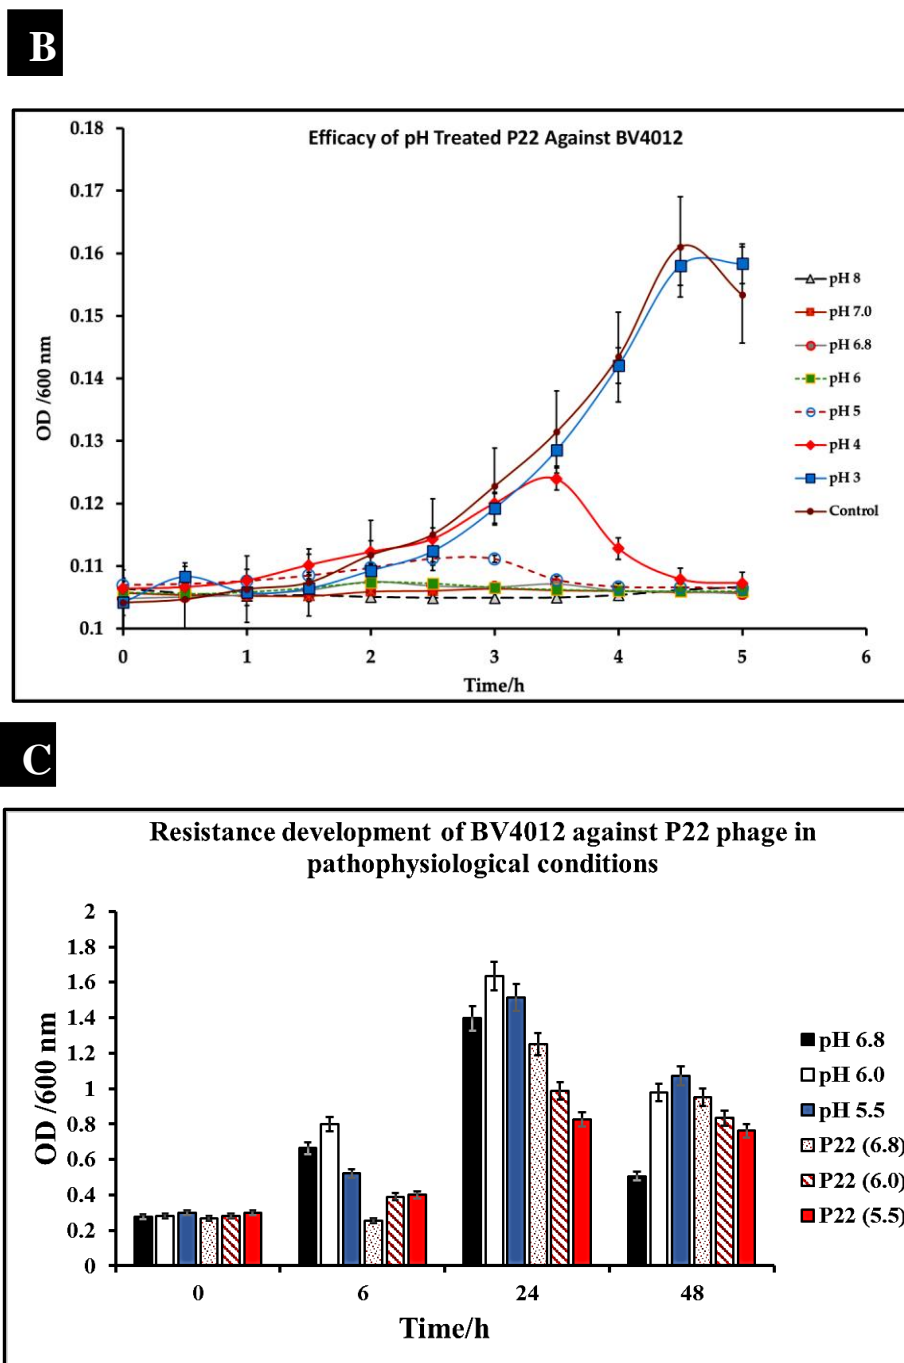 B
Efficacy of pH Treated P22 Against BV4012
0.18
0.17
0.16
0.15
0.14
0.13
0.12
0.11
0.1
OD /600 nm
0 1 2 3 4 5 6
Time/h
pH 8
pH 7.0
pH 6.8
pH 6
pH 5
pH 4
pH 3
Control
C
Resistance development of BV4012 against P22 phage in
pathophysiological conditions
2
1.8
1.6
1.4
1.2
1
0.8
0.6
0.4
0.2
0
OD /600 nm
0 6 24 48
Time/h
pH 6.8
pH 6.0
pH 5.5
P22 (6.8)
P22 (6.0)
P22 (5.5)